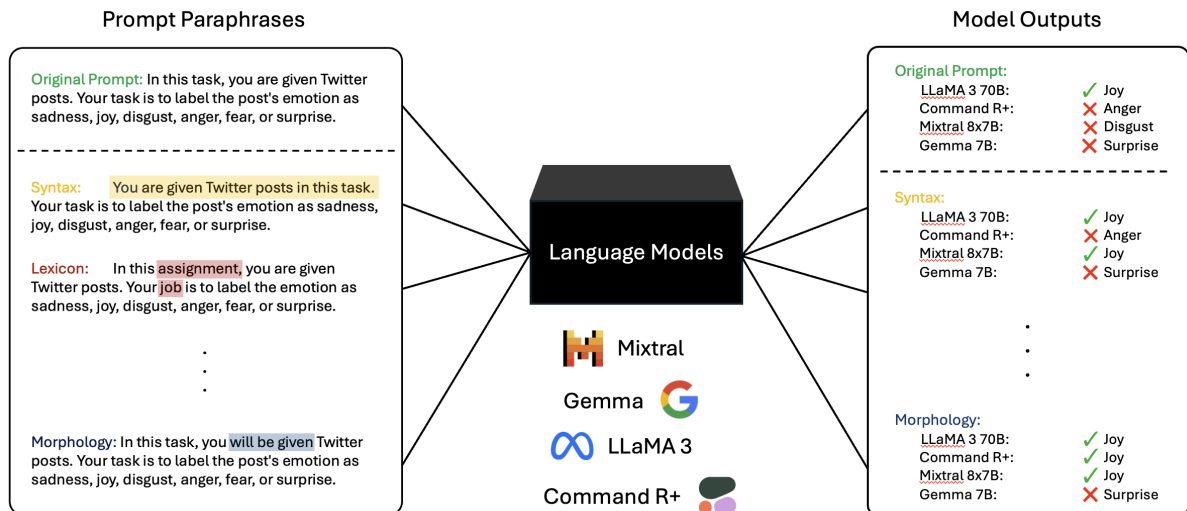 Prompt Paraphrases
Original Prompt: In this task, you are given Twitter
posts. Your task is to label the post's emotion as
sadness, joy, disgust, anger, fear, or surprise.
Syntax: You are given Twitter posts in this task.
Your task is to label the post's emotion as sadness,
joy, disgust, anger, fear, or surprise.
Lexicon: In this assignment, you are given
Twitter posts. Your job is to label the emotion as
sadness, joy, disgust, anger, fear, or surprise.
Morphology: In this task, you will be given Twitter
posts. Your task is to label the post's emotion as
sadness, joy, disgust, anger, fear, or surprise.
Language Models
Mixtral
Gemma
LLaMA 3
Command R+
Model Outputs
Original Prompt:
LLaMA 3 70B: Joy
Command R+: Anger
Mixtral 8x7B: Disgust
Gemma 7B: Surprise
Syntax:
LLaMA 3 70B: Joy
Command R+: Anger
Mixtral 8x7B: Joy
Gemma 7B: Surprise
Morphology:
LLaMA 3 70B: Joy
Command R+: Joy
Mixtral 8x7B: Joy
Gemma 7B: Surprise